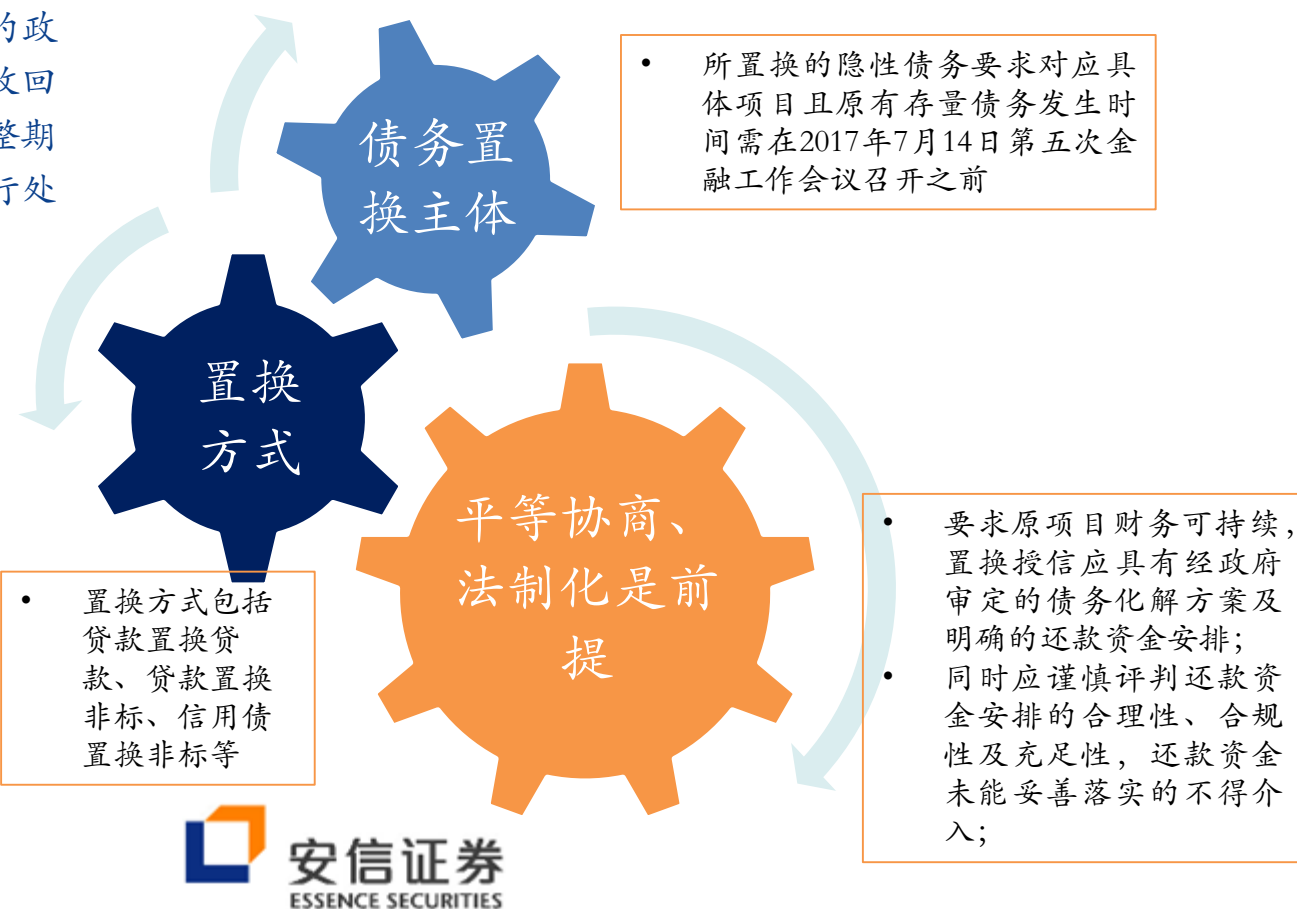 的政
收回
整期
行处
债务置
换主体
• 所置换的隐性债务要求对应具
体项目且原有存量债务发生时
间需在2017年7月14日第五次金
融工作会议召开之前
置换
方式
平等协商、
法制化是前
提
• 置换方式包括
贷款置换贷
款、贷款置换
非标、信用债
置换非标等
• 要求原项目财务可持续，
置换授信应具有经政府
审定的债务化解方案及
明确的还款资金安排；
• 同时应谨慎评判还款资
金安排的合理性、合规
性及充足性，还款资金
未能妥善落实的不得介
入；
安信证券
ESSENCE SECURITIES